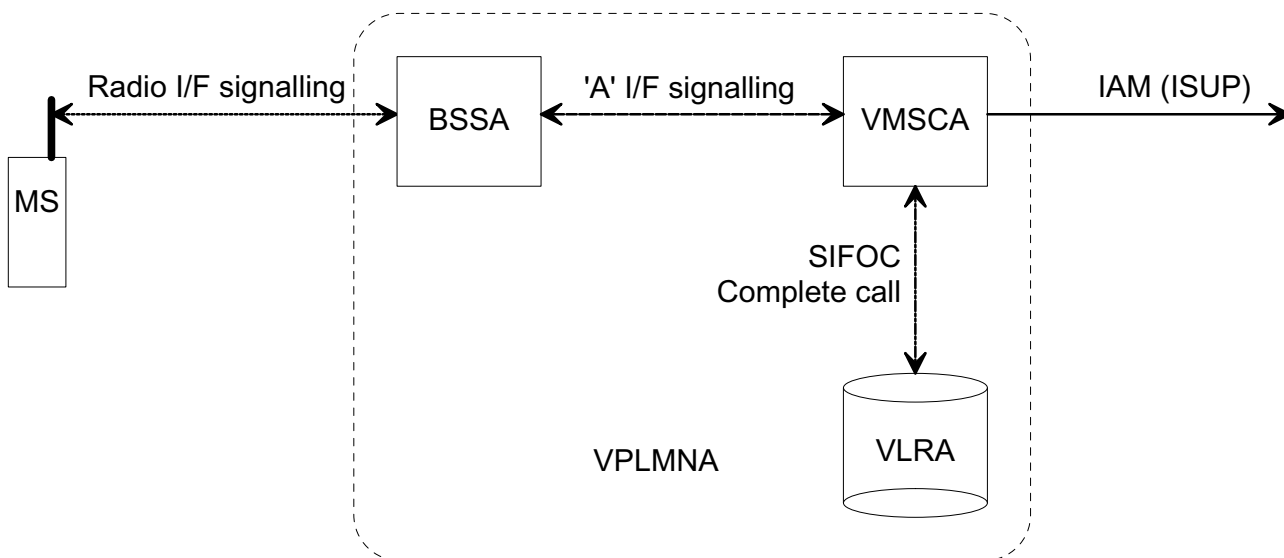 Radio I/F signalling
'A' I/F signalling
IAM (ISUP)
BSSA
VMSCA
MS
SIFOC
Complete call
VPLMNA
VLRA